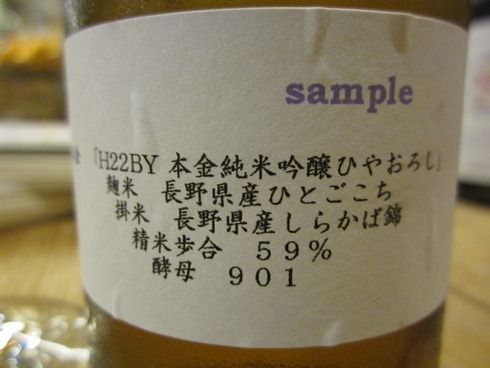 sample
「H22BY 本金純米吟醸ひやおろし」
麹米 長野県産ひとごこち
掛米 長野県産しらかば錦
精米歩合 59%
酵母 901